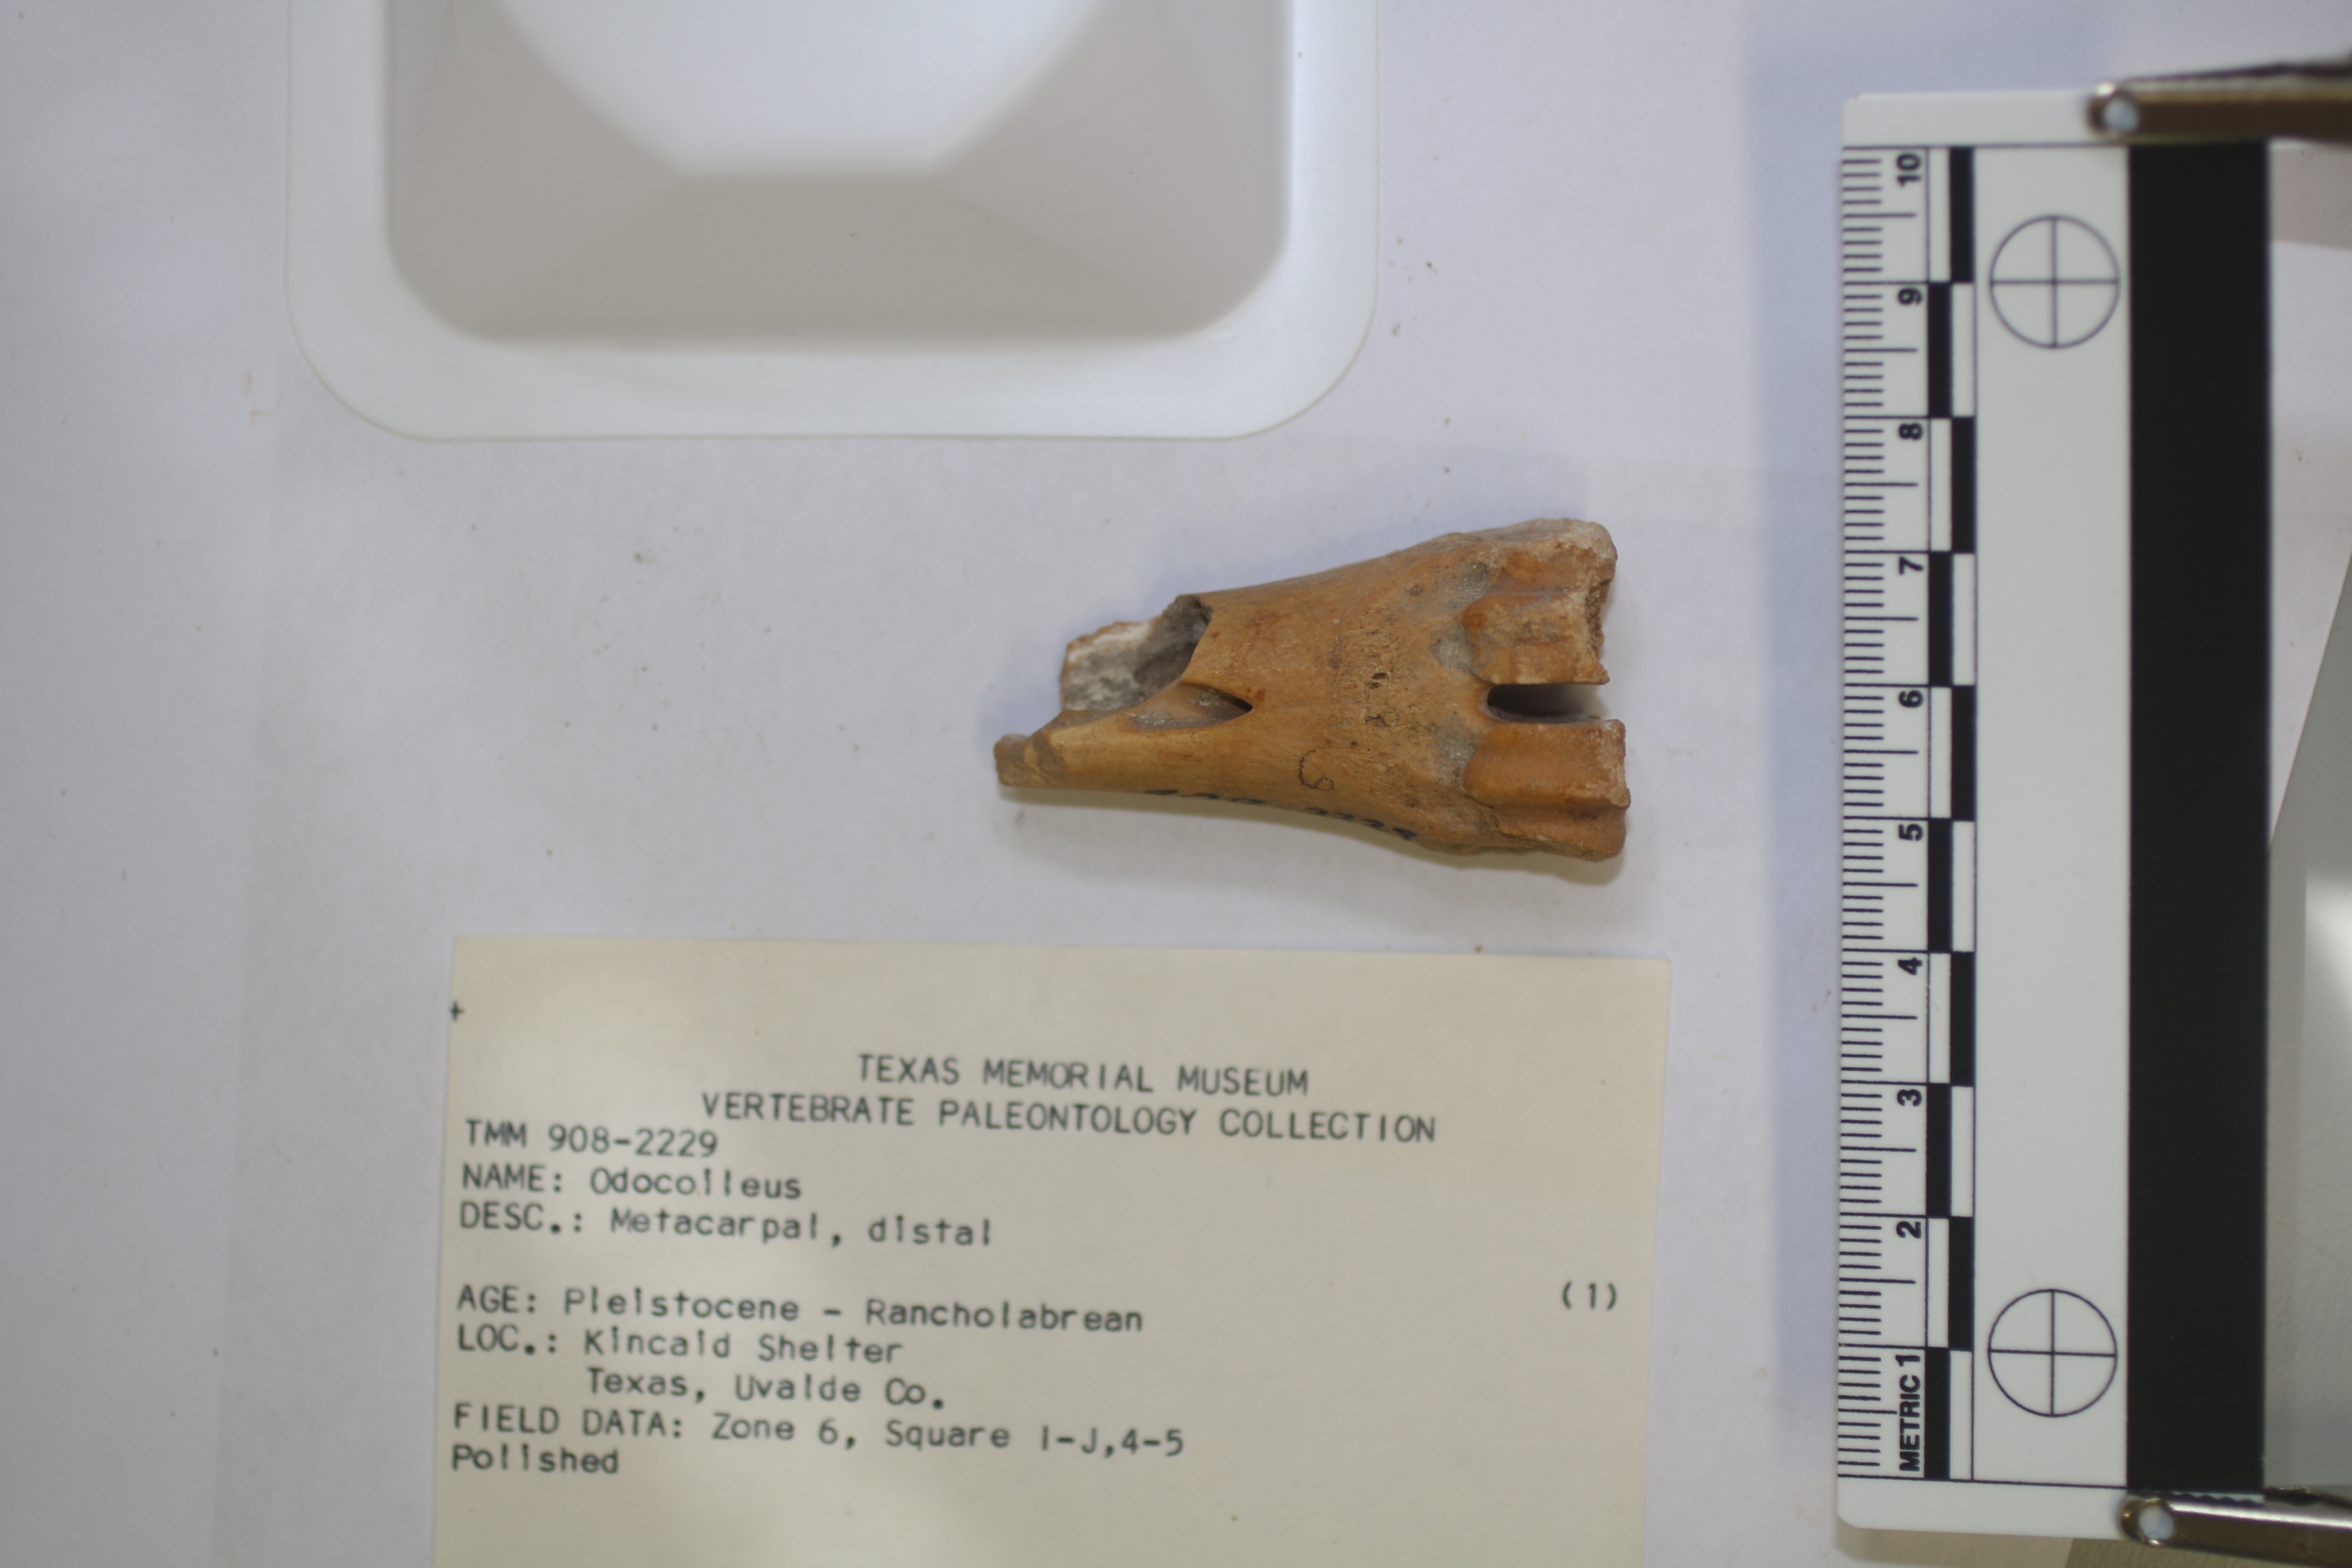 TEXAS MEMORIAL MUSEUM
VERTEBRATE PALEONTOLOGY COLLECTION
TMM 908-2229
NAME: Odocoileus
DESC.: Metacarpal, distal
AGE: Pleistocene - Rancholabrean (1)
LOC.: Kincaid Shelter
Texas, Uvalde Co.
FIELD DATA: Zone 6, Square I-J,4-5
Polished
10
9
8
7
6
5
4
3
2
METRIC 1